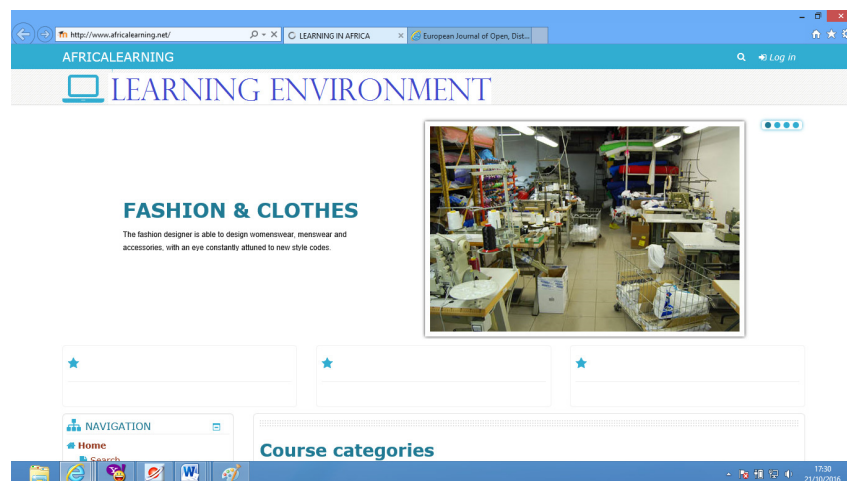 http://www.africalearning.net/
LEARNING IN AFRICA
European Journal of Open, Dist...
AFRICALEARNING
Log in
LEARNING ENVIRONMENT
FASHION & CLOTHES
The fashion designer is able to design womenswear, menswear and
accessories, with an eye constantly attuned to new style codes.
NAVIGATION
Home
Search
Course categories
17:30
21/10/2016